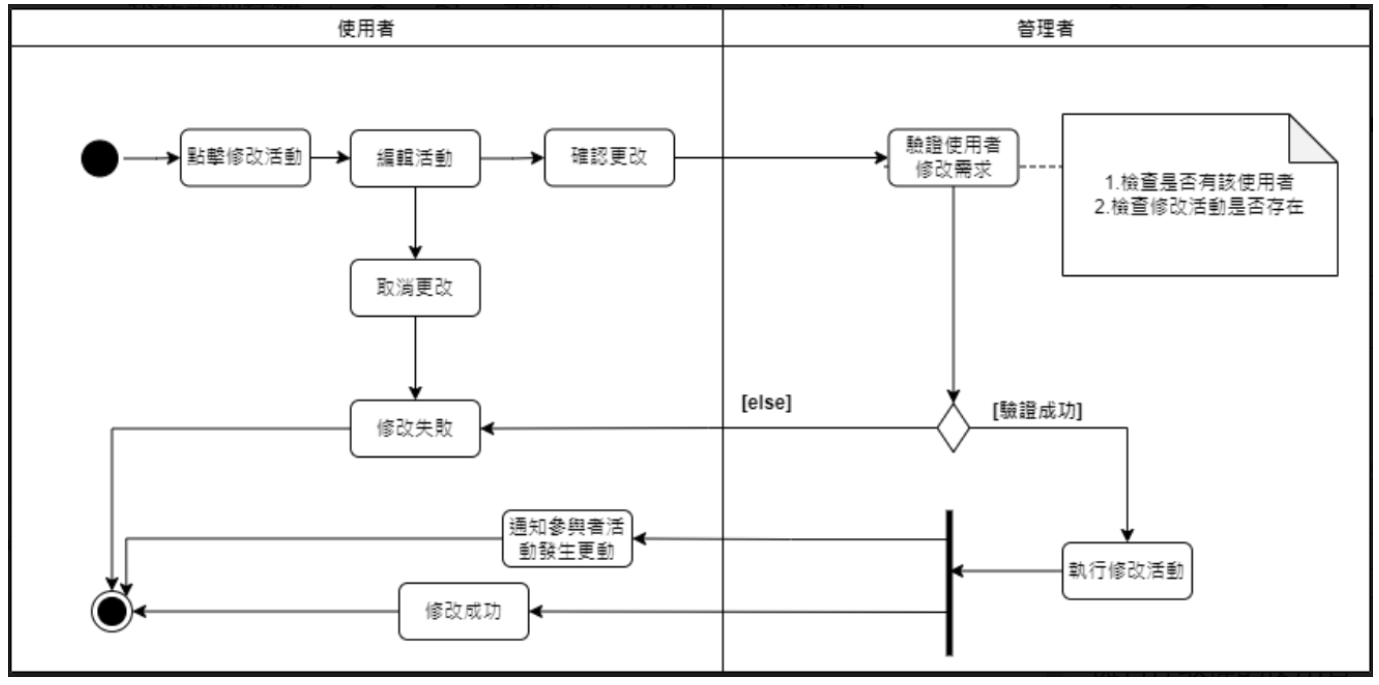 使用者
管理者
點擊修改活動
編輯活動
確認更改
驗證使用者
修改需求
1.檢查是否有該使用者
2.檢查修改活動是否存在
取消更改
[else]
[驗證成功]
修改失敗
通知參與者活
動發生更動
執行修改活動
修改成功